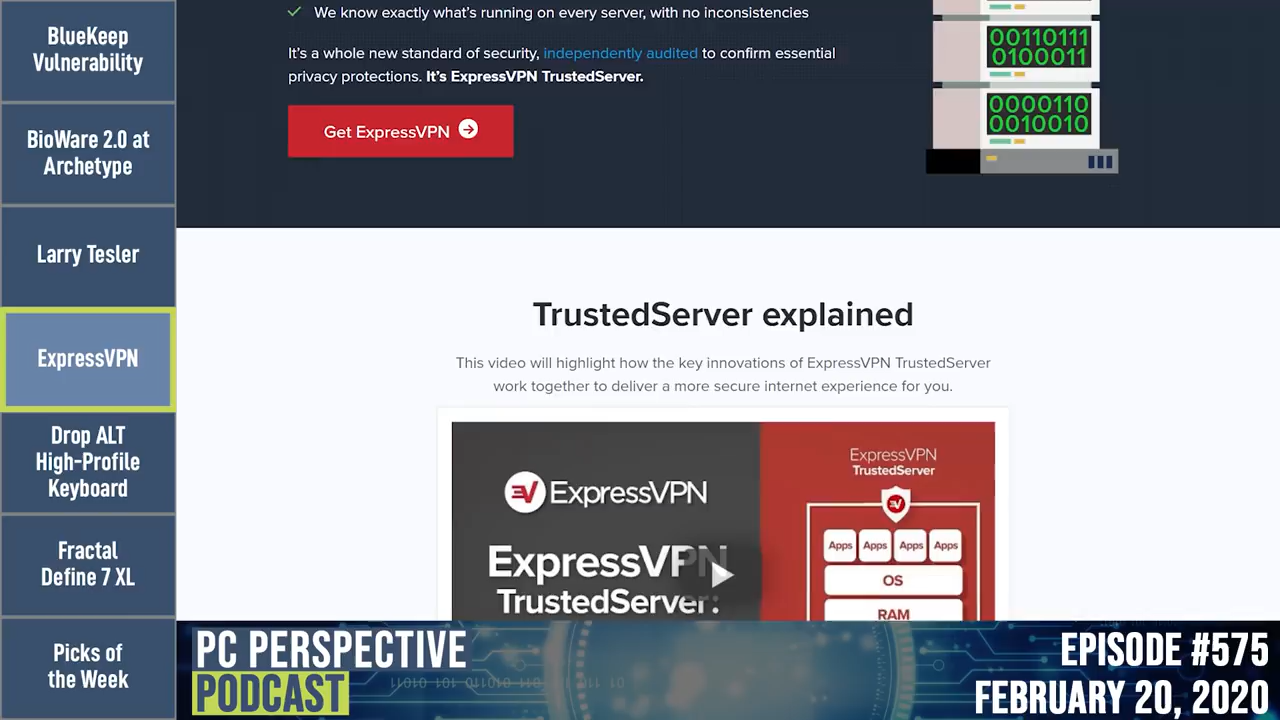 BlueKeep
Vulnerability
BioWare 2.0 at
Archetype
Larry Tesler
ExpressVPN
Drop ALT
High-Profile
Keyboard
Fractal
Define 7 XL
Picks of
the Week
We know exactly what's running on every server, with no inconsistencies
It's a whole new standard of security, independently audited to confirm essential
privacy protections. It's ExpressVPN TrustedServer.
Get ExpressVPN
00110111
0100011
0000110
0010010
TrustedServer explained
This video will highlight how the key innovations of ExpressVPN TrustedServer
work together to deliver a more secure internet experience for you.
ExpressVPN
ExpressVPN
TrustedServer:
ExpressVPN
TrustedServer
Apps Apps Apps Apps
OS
RAM
PC PERSPECTIVE
PODCAST
EPISODE #575
FEBRUARY 20, 2020